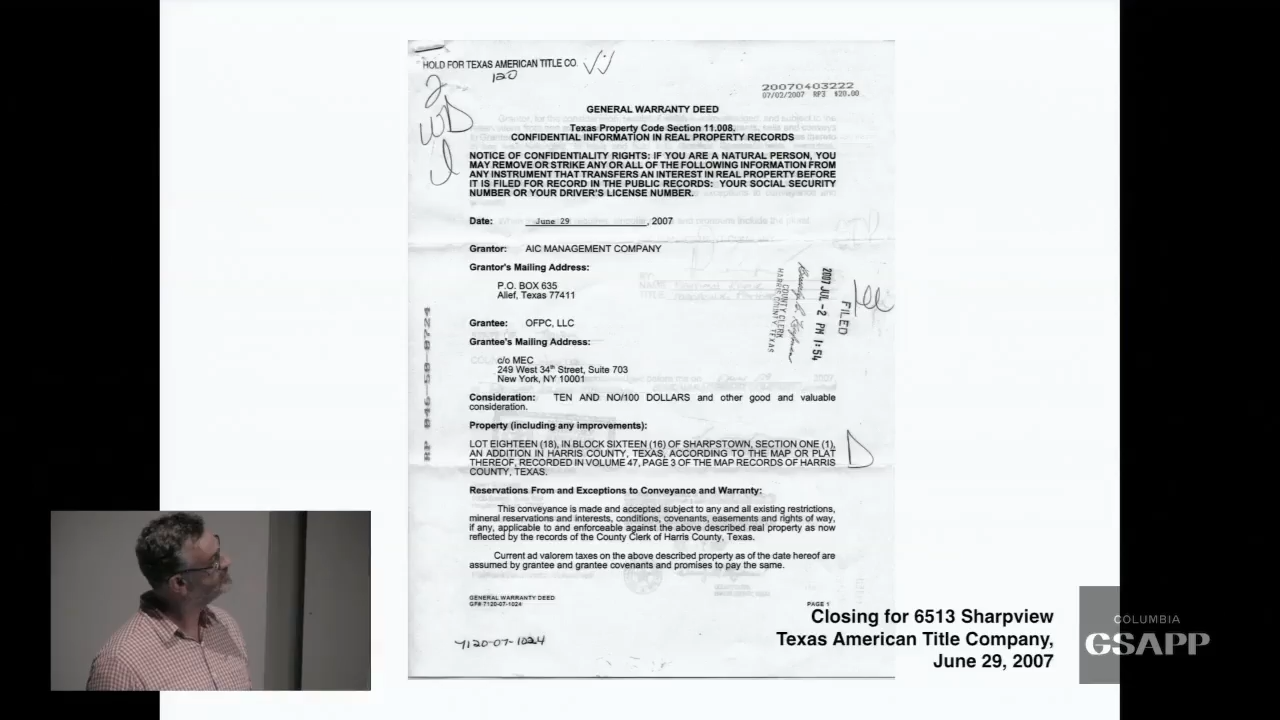 HOLD FOR TEXAS AMERICAN TITLE CO.
120
20070403222
07/02/2007 RP3 $20.00
2
WD
GENERAL WARRANTY DEED
Texas Property Code Section 11.008.
CONFIDENTIAL INFORMATION IN REAL PROPERTY RECORDS
NOTICE OF CONFIDENTIALITY RIGHTS: IF YOU ARE A NATURAL PERSON, YOU
MAY REMOVE OR STRIKE ANY OR ALL OF THE FOLLOWING INFORMATION FROM
ANY INSTRUMENT THAT TRANSFERS AN INTEREST IN REAL PROPERTY BEFORE
IT IS FILED FOR RECORD IN THE PUBLIC RECORDS: YOUR SOCIAL SECURITY
NUMBER OR YOUR DRIVER'S LICENSE NUMBER.
Date: June 29, 2007
Grantor: AIC MANAGEMENT COMPANY
Grantor's Mailing Address:
P.O. BOX 635
Alief, Texas 77411
FILED
2007 JUL -2 PM 1:54
COUNTY CLERK
HARRIS COUNTY TEXAS
Grantee: OFPC, LLC
Grantee's Mailing Address:
c/o MEC
249 West 34th Street, Suite 703
New York, NY 10001
Consideration: TEN AND NO/100 DOLLARS and other good and valuable
consideration.
Property (including any improvements):
LOT EIGHTEEN (18), IN BLOCK SIXTEEN (16) OF SHARPSTOWN, SECTION ONE (1),
AN ADDITION IN HARRIS COUNTY, TEXAS, ACCORDING TO THE MAP OR PLAT
THEREOF, RECORDED IN VOLUME 47, PAGE 3 OF THE MAP RECORDS OF HARRIS
COUNTY, TEXAS.
D
Reservations From and Exceptions to Conveyance and Warranty:
This conveyance is made and accepted subject to any and all existing restrictions,
mineral reservations and interests, conditions, covenants, easements and rights of way,
if any, applicable to and enforceable against the above described real property as now
reflected by the records of the County Clerk of Harris County, Texas.
Current ad valorem taxes on the above described property as of the date hereof are
assumed by grantee and grantee covenants and promises to pay the same.
GENERAL WARRANTY DEED
GF# 7120-07-1024
PAGE 1
7120-07-1024
Closing for 6513 Sharpview
Texas American Title Company,
June 29, 2007
COLUMBIA
GSAPP